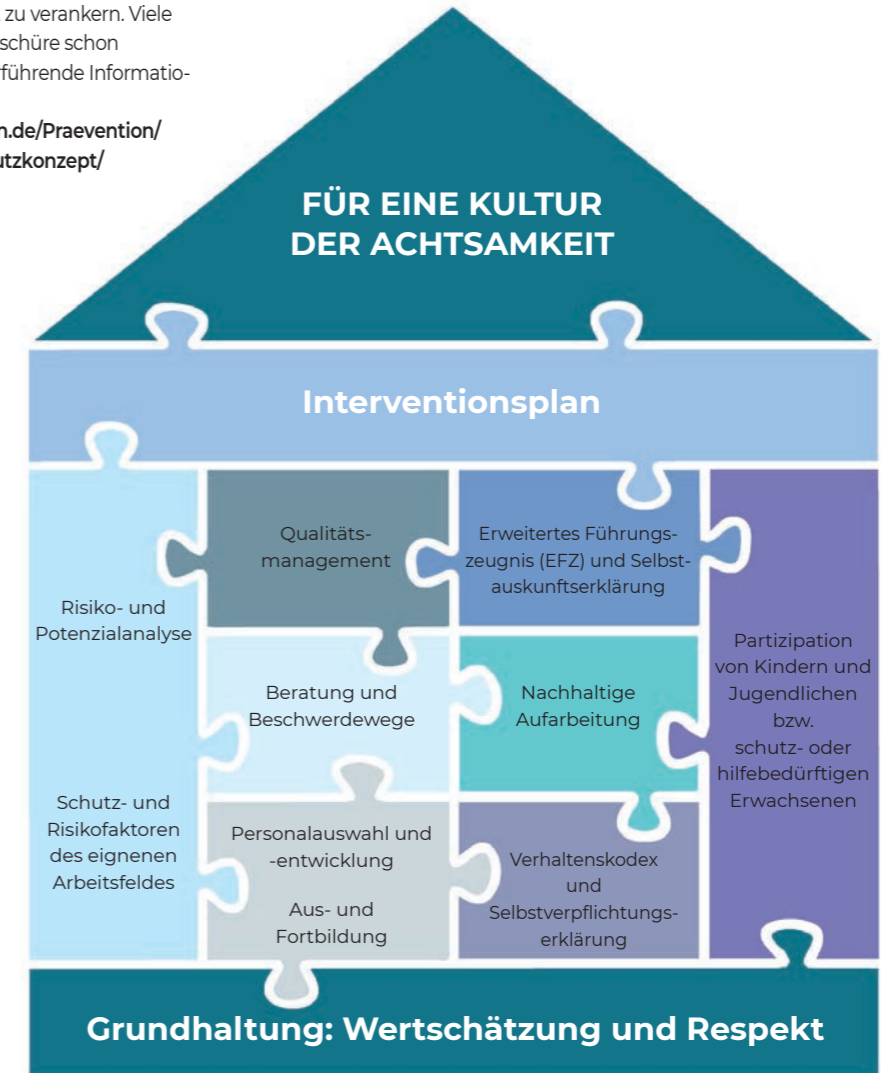 zu verankern. Viele
schüre schon
führende Informatio-
n.de/Praevention/
utzkonzept/
FÜR EINE KULTUR
DER ACHTSAMKEIT
Interventionsplan
Qualitäts-
management
Erweitertes Führungs-
zeugnis (EFZ) und Selbst-
auskunftserklärung
Risiko- und
Potenzialanalyse
Schutz- und
Risikofaktoren
des eignenen
Arbeitsfeldes
Beratung und
Beschwerdewege
Nachhaltige
Aufarbeitung
Partizipation
von Kindern und
Jugendlichen
bzw.
schutz- oder
hilfebedürftigen
Erwachsenen
Personalauswahl und
-entwicklung
Aus- und
Fortbildung
Verhaltenskodex
und
Selbstverpflichtungs-
erklärung
Grundhaltung: Wertschätzung und Respekt